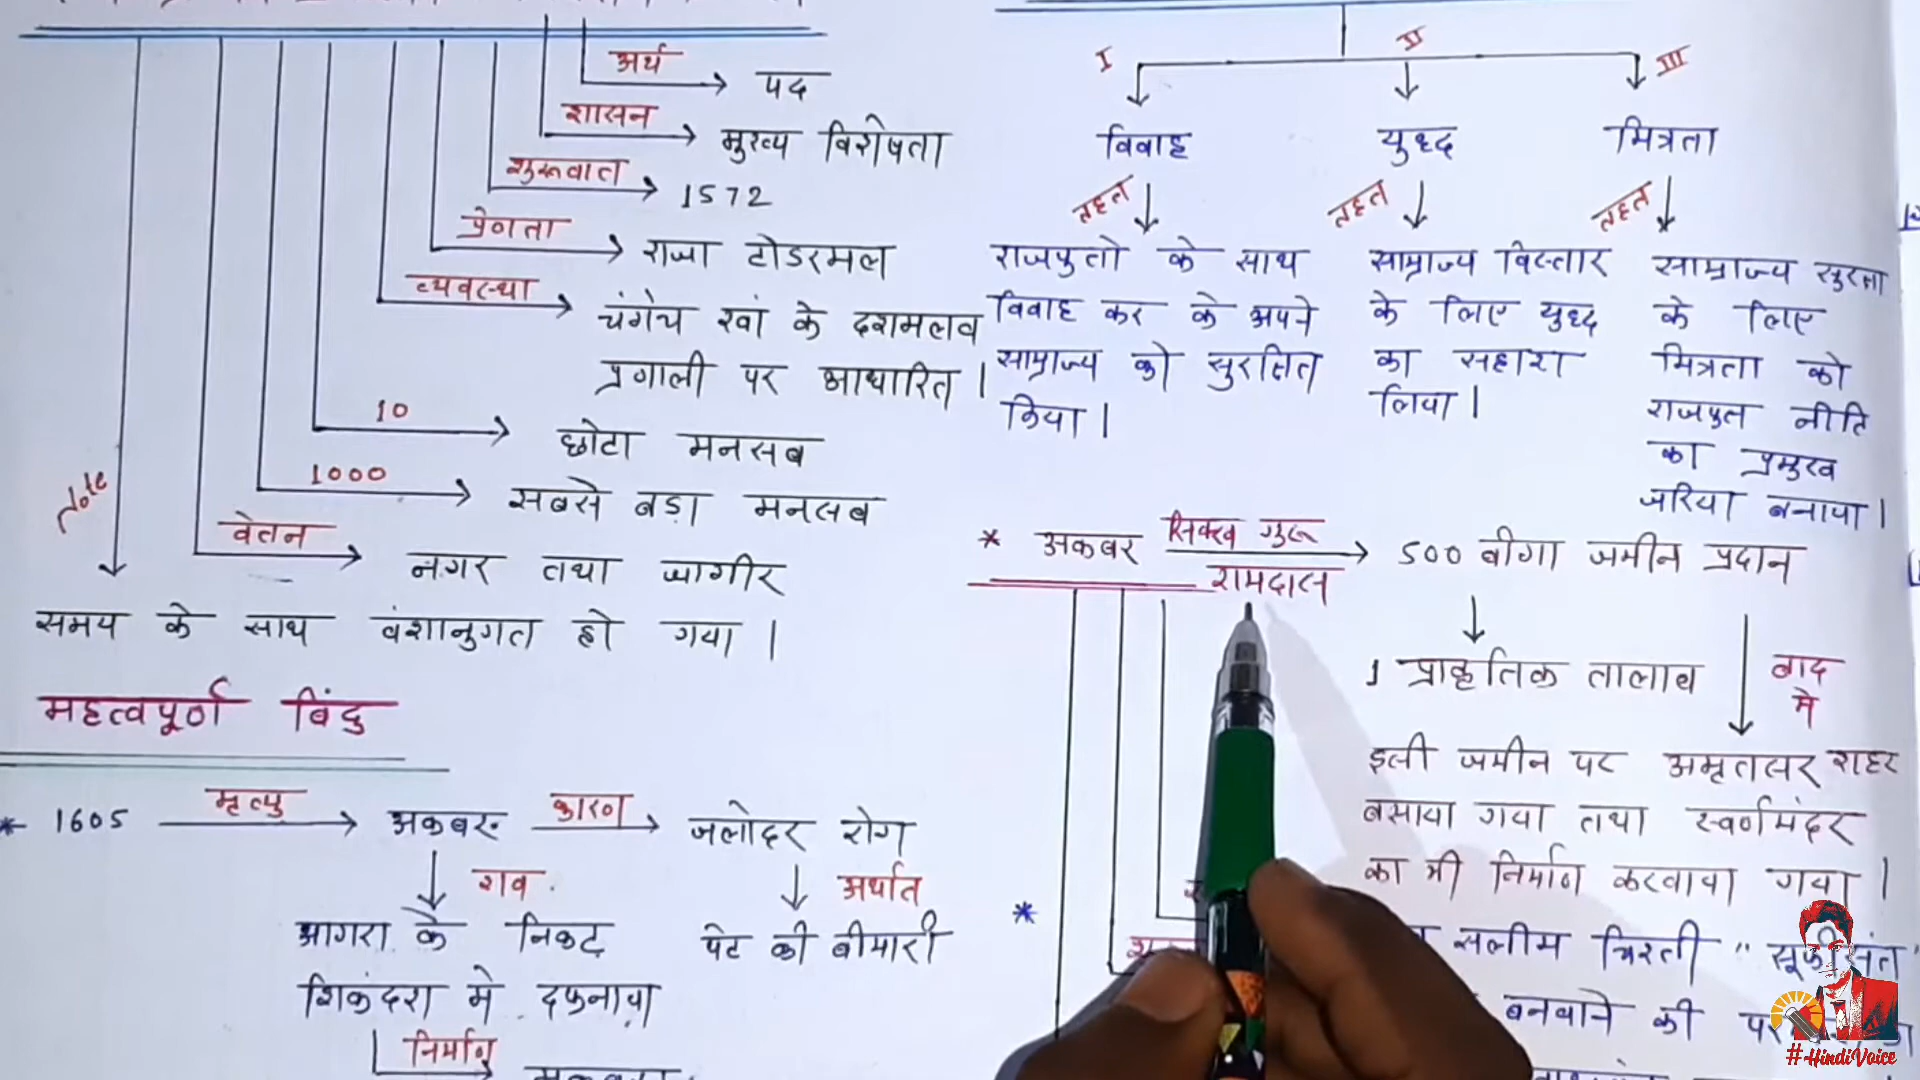 अर्थ
पद
शासन
मुख्य विशेषता
शुरूवात
1572
प्रेणता
राजा टोडरमल
व्यवस्था
चंगेच खां के दशमलव
प्रणाली पर आधारित ।
10
छोटा मनसब
1000
सबसे बड़ा मनसब
वेतन
नगर तथा जागीर
Note
समय के साथ वंशानुगत हो गया ।
महत्वपूर्ण बिंदु
* 1605 मृत्यु अकबर कारण जलोदर रोग
शव अर्थात
आगरा के निकट पेट की बीमारी
शिकंदरा मे दफनाया
निर्माण
I II III
विवाह युध्द मित्रता
तहत तहत तहत
राजपुतो के साथ
विवाह कर के अपने
साम्राज्य को सुरक्षित
किया ।
साम्राज्य विस्तार
के लिए युध्द
का सहारा
लिया ।
साम्राज्य सुरक्षा
के लिए
मित्रता को
राजपुत नीति
का प्रमुख
जरिया बनाया ।
* अकबर सिक्ख गुरू रामदास 500 बीगा जमीन प्रदान
1 प्राकृतिक तालाब
बाद
मे
इसी जमीन पर अमृतसर शहर
बसाया गया तथा स्वर्णमंदिर
का भी निर्माण करवाया गया ।
* सलीम चिश्ती " सूफी संत "
बनवाने की
#HindiVoice